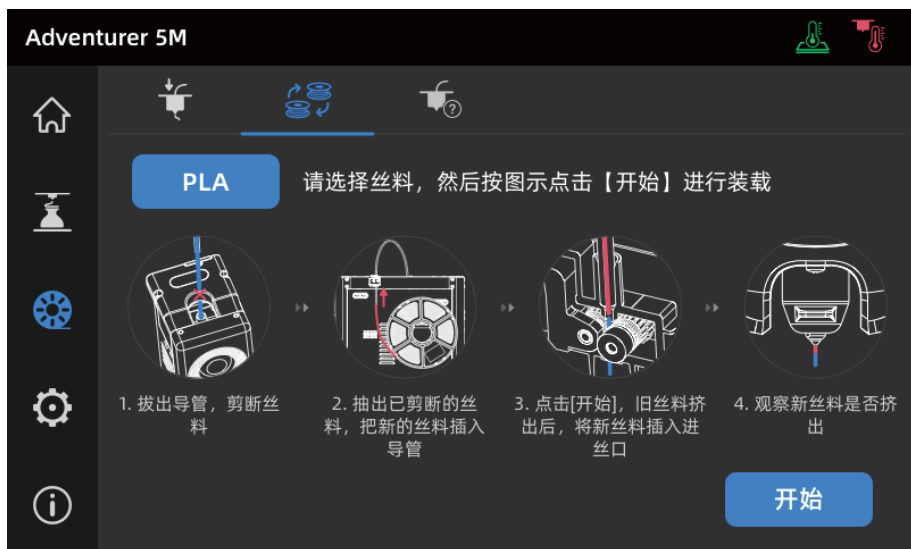 Adventurer 5M
PLA
请选择丝料，然后按图示点击【开始】进行装载
1. 拔出导管，剪断丝
料
2. 抽出已剪断的丝
料，把新的丝料插入
导管
3. 点击[开始]，旧丝料挤
出后，将新丝料插入进
丝口
4. 观察新丝料是否挤
出
开始